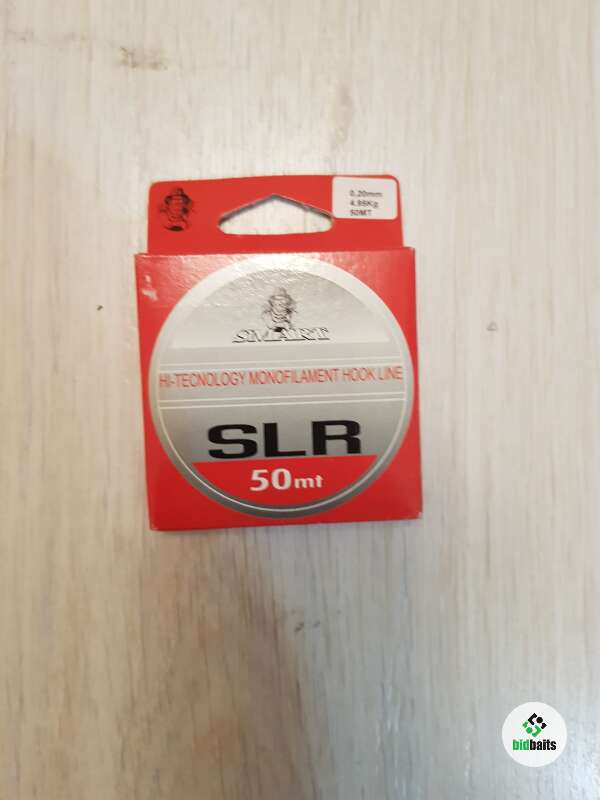 0,20mm
4.95Kg
50MT
SMART
HI-TECNOLOGY MONOFILAMENT HOOK LINE
SLR
50mt
bidbaits